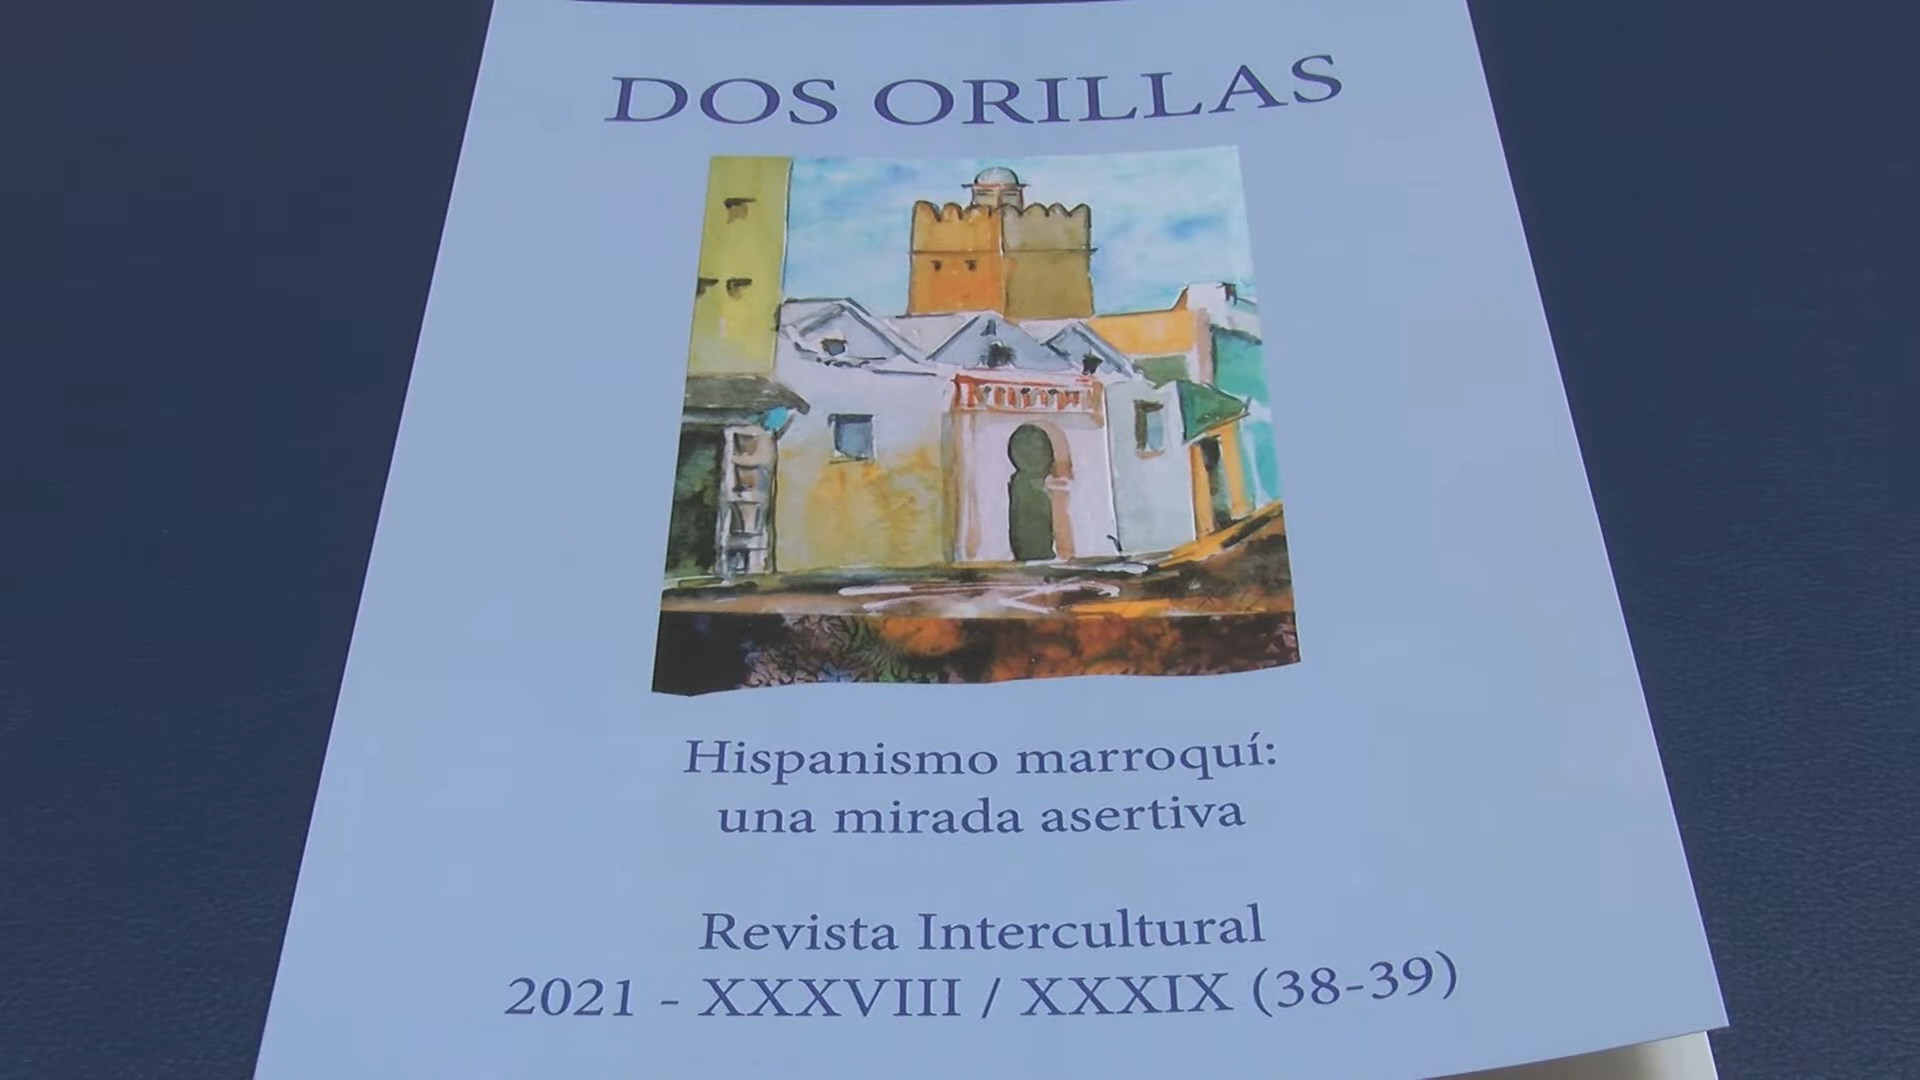 DOS ORILLAS
Hispanismo marroquí:
una mirada asertiva
Revista Intercultural
2021 - XXXVIII / XXXIX (38-39)